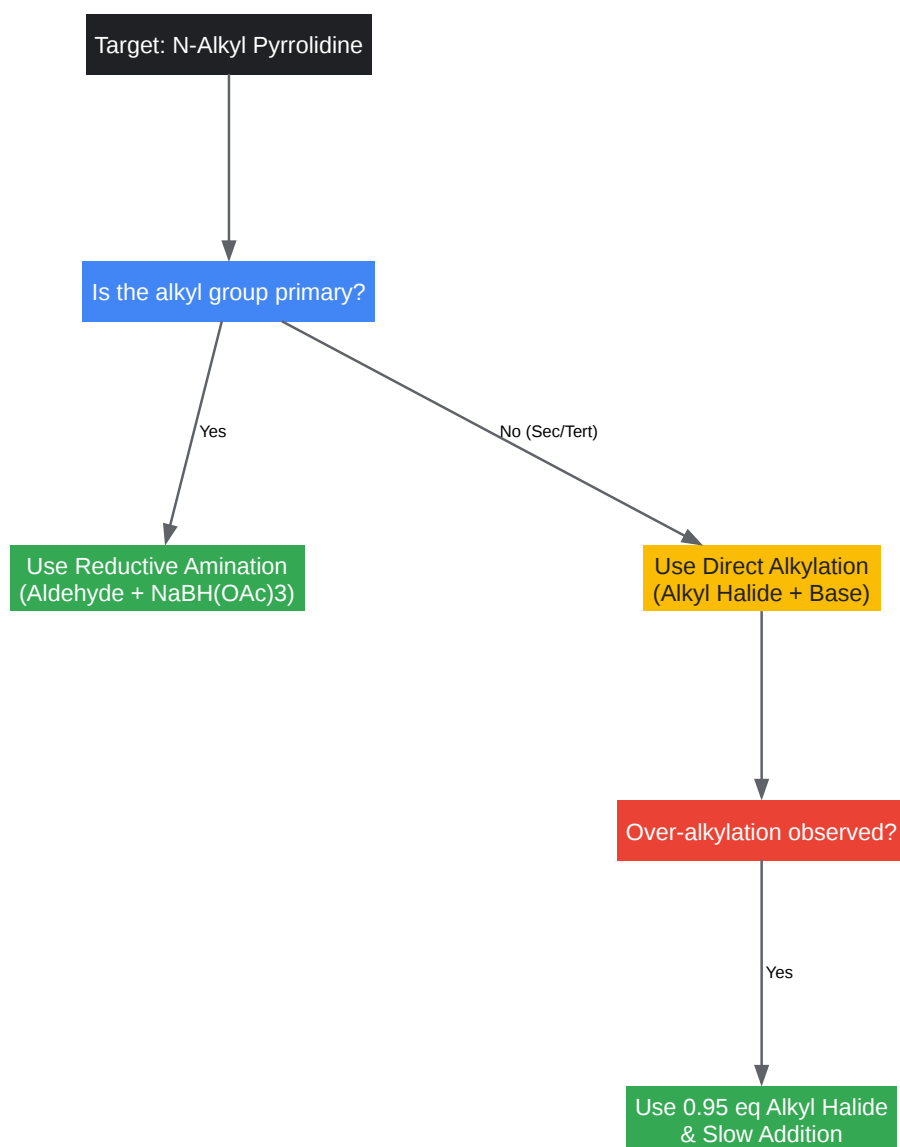 Target: N-Alkyl Pyrrolidine
Is the alkyl group primary?
Yes
No (Sec/Tert)
Use Reductive Amination
(Aldehyde + NaBH(OAc)3)
Use Direct Alkylation
(Alkyl Halide + Base)
Over-alkylation observed?
Yes
Use 0.95 eq Alkyl Halide
& Slow Addition